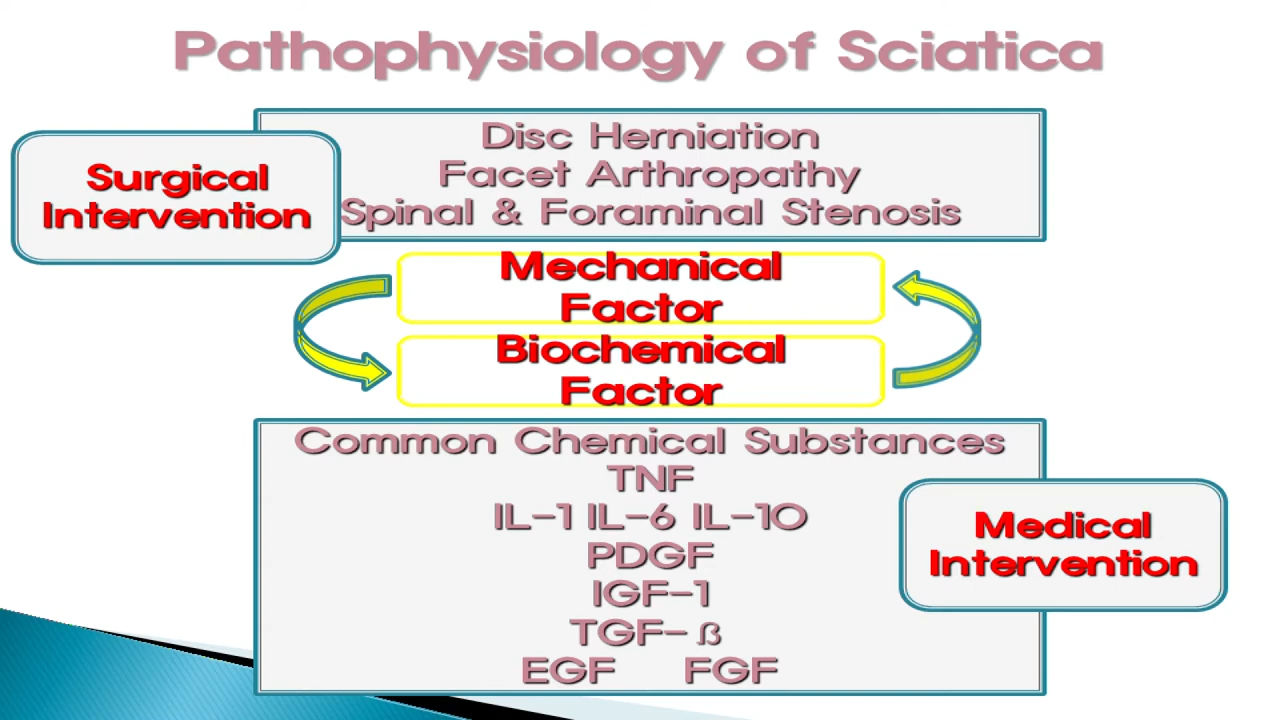 Pathophysiology of Sciatica
Disc Herniation
Facet Arthropathy
Spinal & Foraminal Stenosis
Surgical
Intervention
Mechanical
Factor
Biochemical
Factor
Common Chemical Substances
TNF
IL-1 IL-6 IL-10
PDGF
IGF-1
TGF- ß
EGF FGF
Medical
Intervention